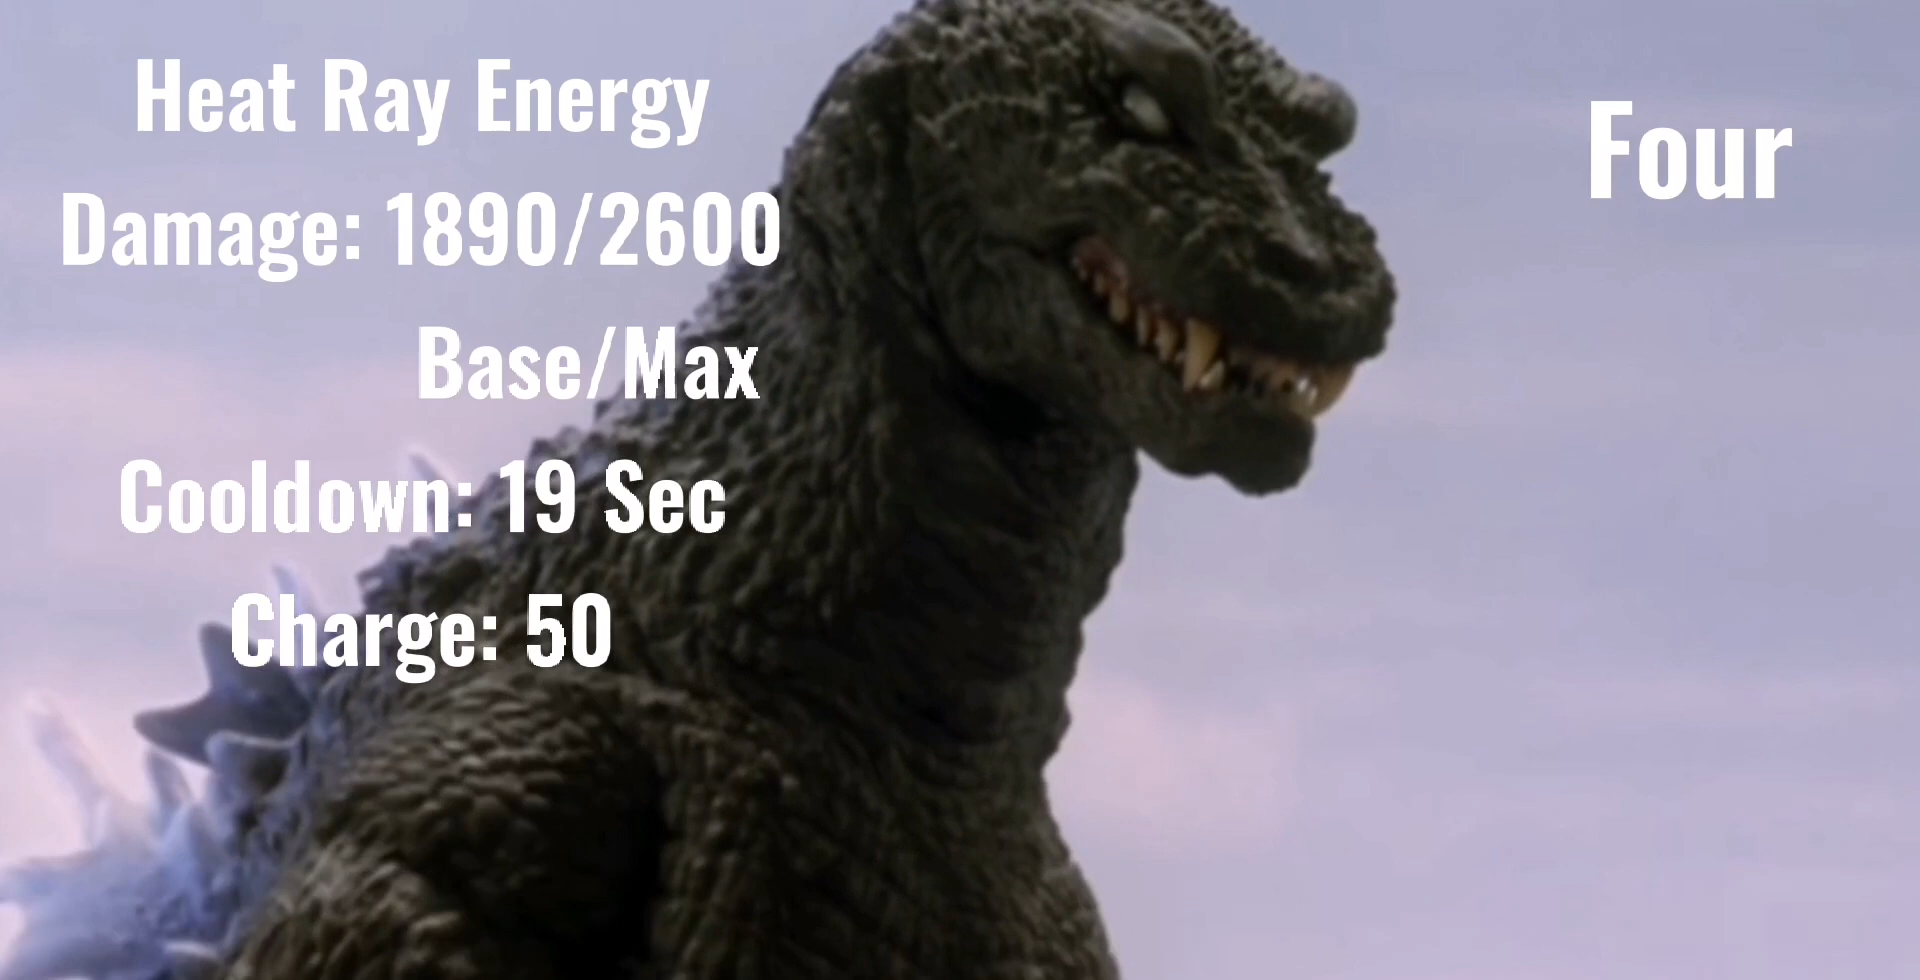 Heat Ray Energy
Damage: 1890/2600
Base/Max
Cooldown: 19 Sec
Charge: 50
Four